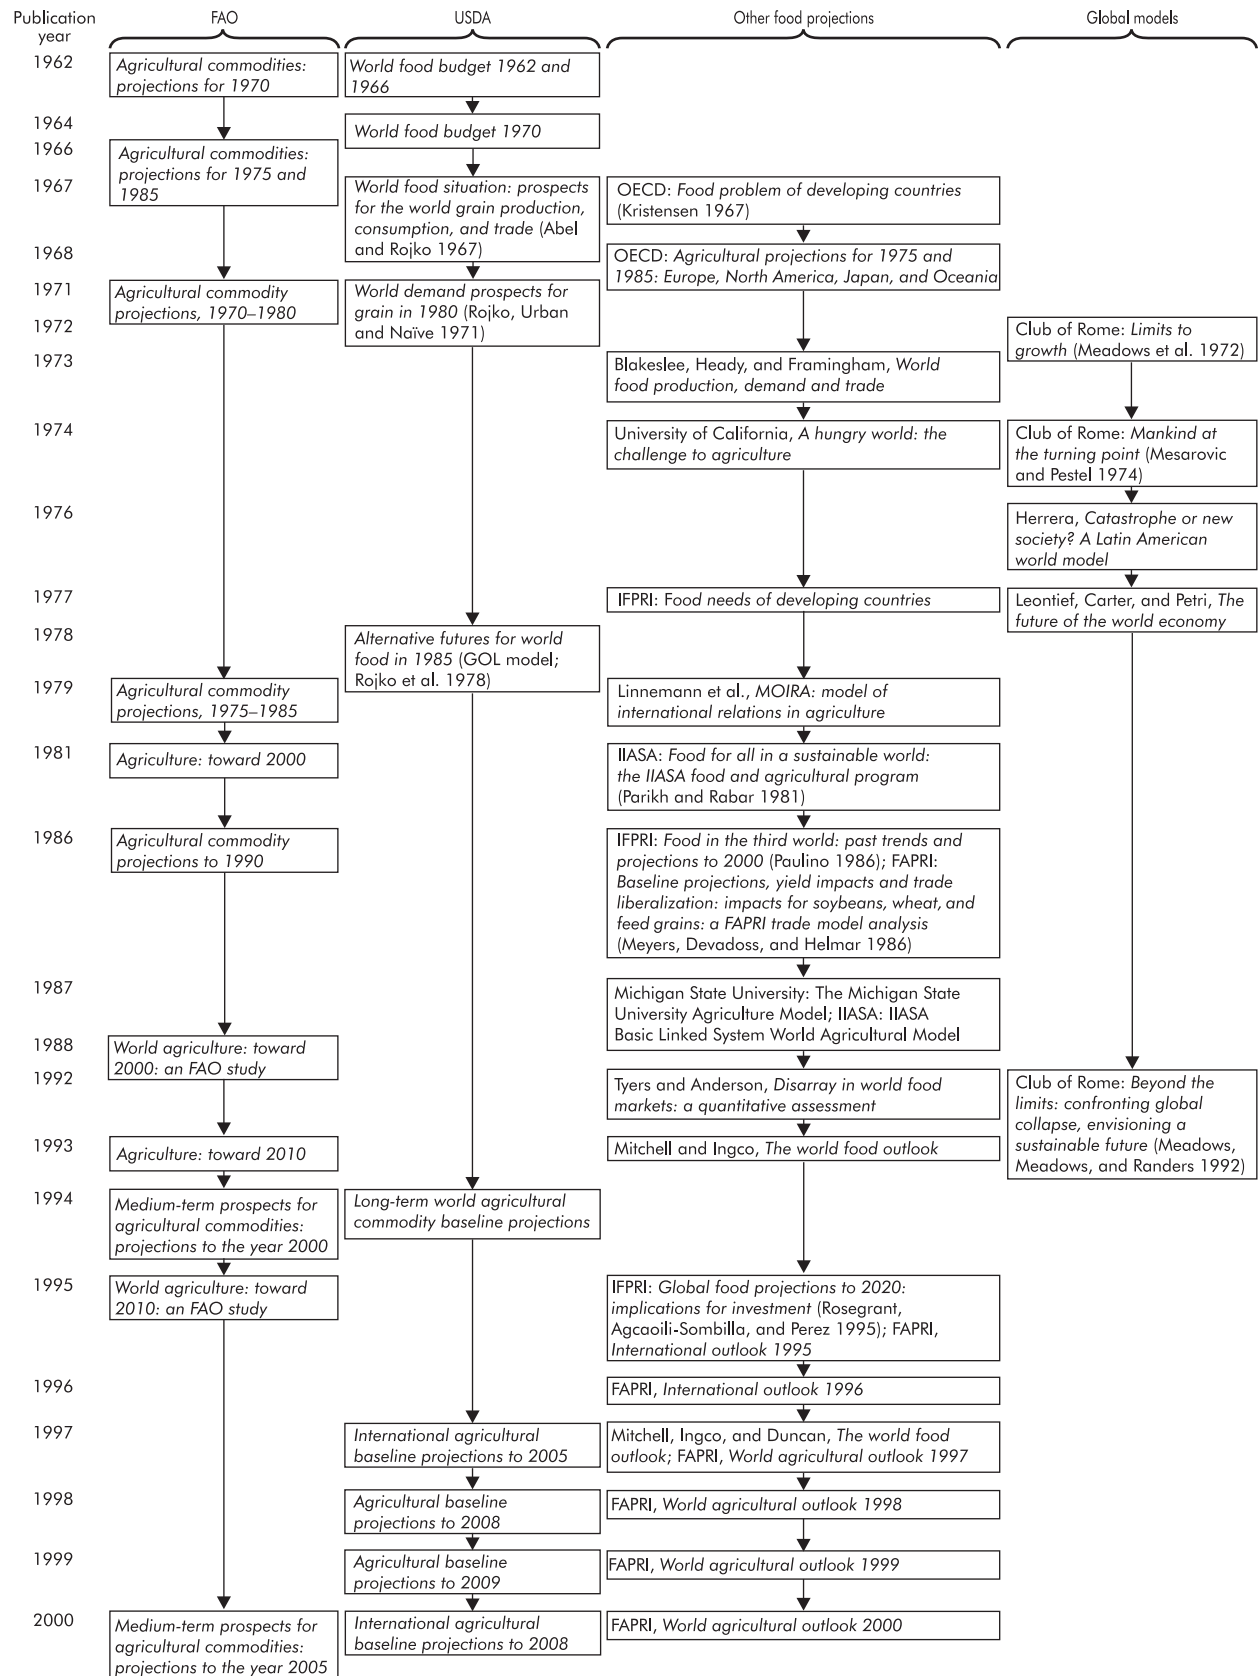 Publication
year
FAO
USDA
Other food projections
Global models
1962
Agricultural commodities:
projections for 1970
World food budget 1962 and
1966
1964
World food budget 1970
1966
Agricultural commodities:
projections for 1975 and
1985
1967
World food situation: prospects
for the world grain production,
consumption, and trade (Abel
and Rojko 1967)
OECD: Food problem of developing countries
(Kristensen 1967)
1968
OECD: Agricultural projections for 1975 and
1985: Europe, North America, Japan, and Oceania
1971
Agricultural commodity
projections, 1970–1980
World demand prospects for
grain in 1980 (Rojko, Urban
and Naïve 1971)
1972
Club of Rome: Limits to
growth (Meadows et al. 1972)
1973
Blakeslee, Heady, and Framingham, World
food production, demand and trade
1974
University of California, A hungry world: the
challenge to agriculture
Club of Rome: Mankind at
the turning point (Mesarovic
and Pestel 1974)
1976
Herrera, Catastrophe or new
society? A Latin American
world model
1977
IFPRI: Food needs of developing countries
Leontief, Carter, and Petri, The
future of the world economy
1978
Alternative futures for world
food in 1985 (GOL model;
Rojko et al. 1978)
1979
Agricultural commodity
projections, 1975–1985
Linnemann et al., MOIRA: model of
international relations in agriculture
1981
Agriculture: toward 2000
IIASA: Food for all in a sustainable world:
the IIASA food and agricultural program
(Parikh and Rabar 1981)
1986
Agricultural commodity
projections to 1990
IFPRI: Food in the third world: past trends and
projections to 2000 (Paulino 1986); FAPRI:
Baseline projections, yield impacts and trade
liberalization: impacts for soybeans, wheat, and
feed grains: a FAPRI trade model analysis
(Meyers, Devadoss, and Helmar 1986)
1987
Michigan State University: The Michigan State
University Agriculture Model; IIASA: IIASA
Basic Linked System World Agricultural Model
1988
World agriculture: toward
2000: an FAO study
1992
Tyers and Anderson, Disarray in world food
markets: a quantitative assessment
Club of Rome: Beyond the
limits: confronting global
collapse, envisioning a
sustainable future (Meadows,
Meadows, and Randers 1992)
1993
Agriculture: toward 2010
Mitchell and Ingco, The world food outlook
1994
Medium-term prospects for
agricultural commodities:
projections to the year 2000
Long-term world agricultural
commodity baseline projections
1995
World agriculture: toward
2010: an FAO study
IFPRI: Global food projections to 2020:
implications for investment (Rosegrant,
Agcaoili-Sombilla, and Perez 1995); FAPRI,
International outlook 1995
1996
FAPRI, International outlook 1996
1997
International agricultural
baseline projections to 2005
Mitchell, Ingco, and Duncan, The world food
outlook; FAPRI, World agricultural outlook 1997
1998
Agricultural baseline
projections to 2008
FAPRI, World agricultural outlook 1998
1999
Agricultural baseline
projections to 2009
FAPRI, World agricultural outlook 1999
2000
Medium-term prospects for
agricultural commodities:
projections to the year 2005
International agricultural
baseline projections to 2008
FAPRI, World agricultural outlook 2000